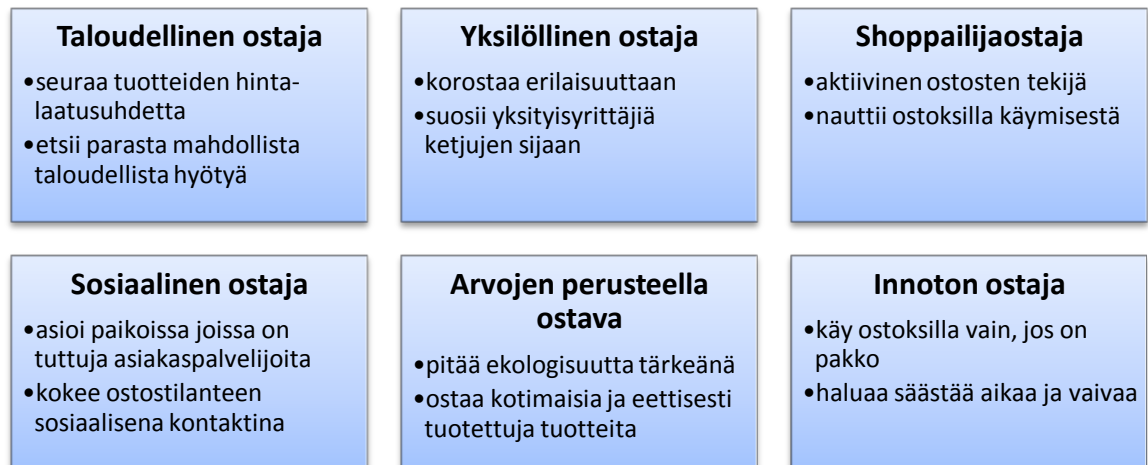 Taloudellinen ostaja
•seuraa tuotteiden hinta-
laatusuhdetta
•etsii parasta mahdollista
taloudellista hyötyä
Yksilöllinen ostaja
•korostaa erilaisuuttaan
•suosii yksityisyrittäjiä
ketjujen sijaan
Shoppailijaostaja
•aktiivinen ostosten tekijä
•nauttii ostoksilla käymisestä
Sosiaalinen ostaja
•asioi paikoissa joissa on
tuttuja asiakaspalvelijoita
•kokee ostostilanteen
sosiaalisena kontaktina
Arvojen perusteella
ostava
•pitää ekologisuutta tärkeänä
•ostaa kotimaisia ja eettisesti
tuotettuja tuotteita
Innoton ostaja
•käy ostoksilla vain, jos on
pakko
•haluaa säästää aikaa ja vaivaa